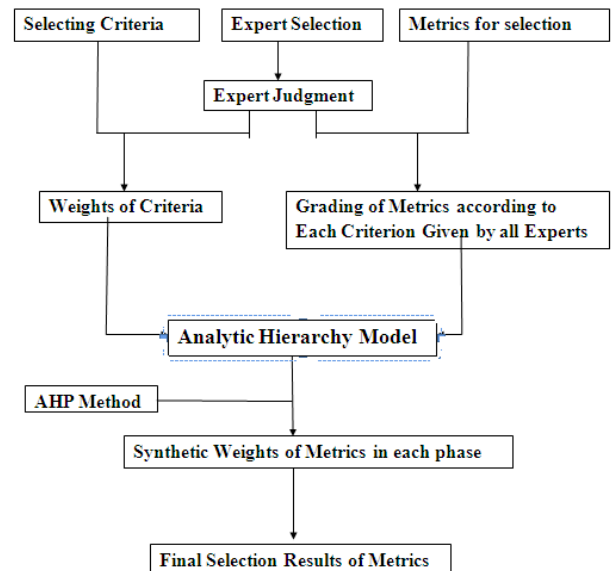 Selecting Criteria
Expert Selection
Metrics for selection
Expert Judgment
Weights of Criteria
Grading of Metrics according to
Each Criterion Given by all Experts
Analytic Hierarchy Model
AHP Method
Synthetic Weights of Metrics in each phase
Final Selection Results of Metrics